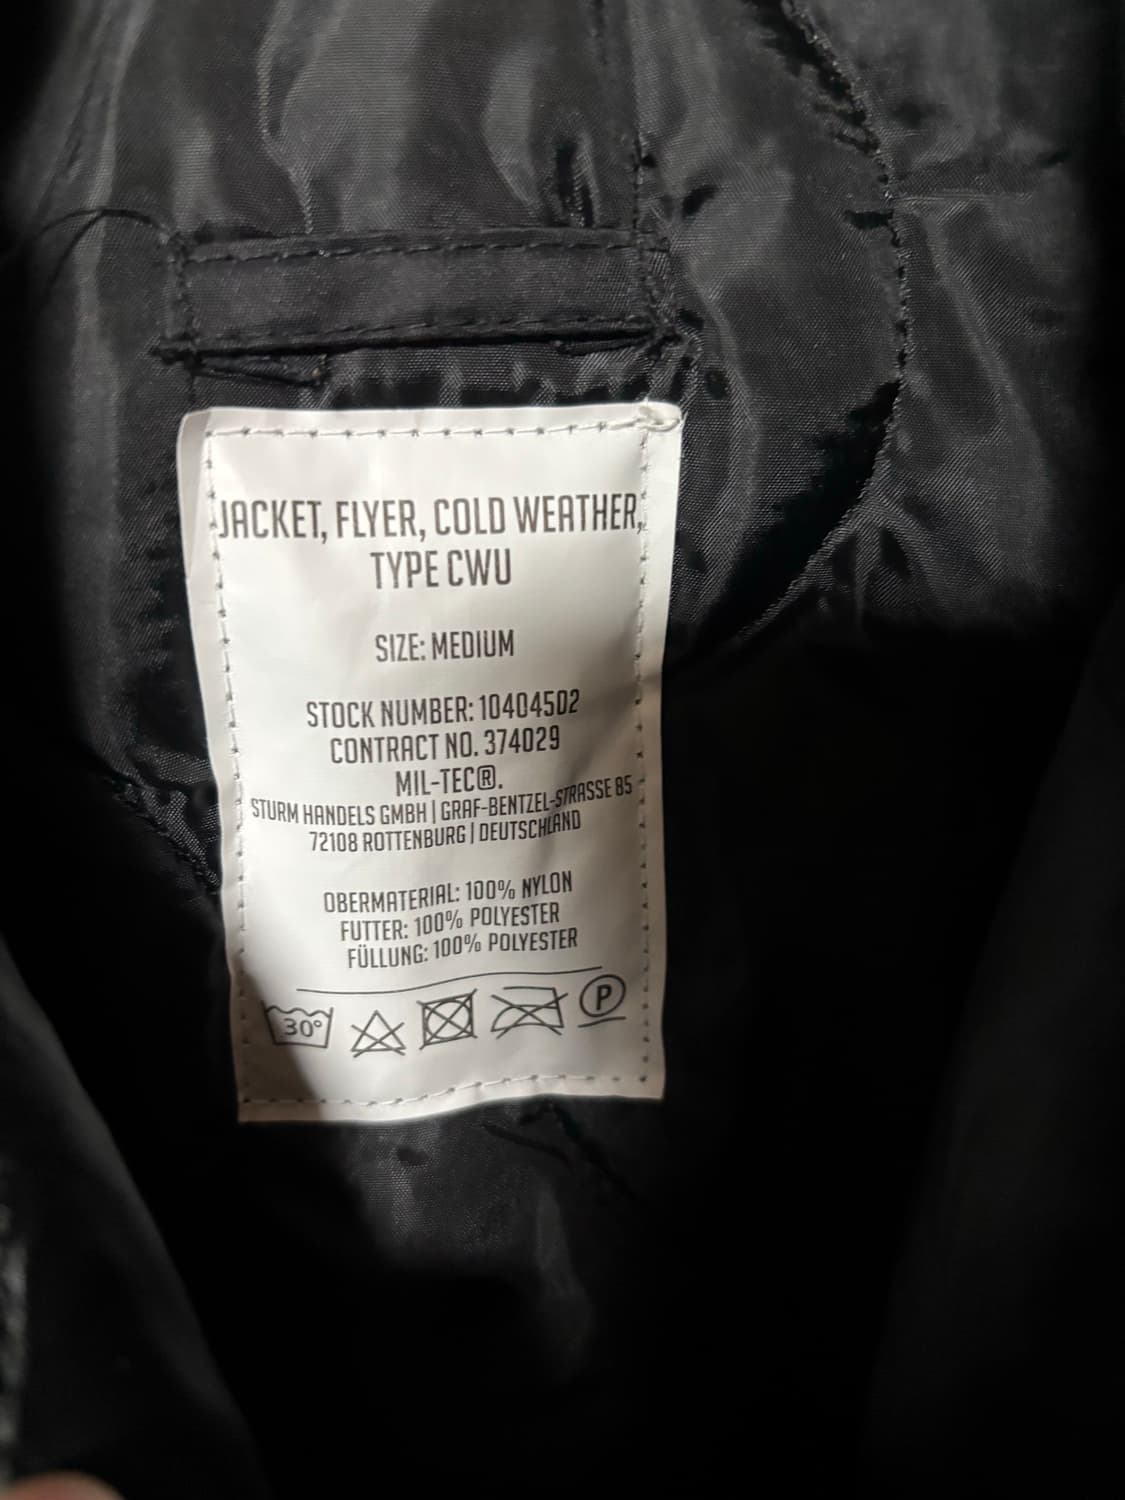 JACKET, FLYER, COLD WEATHER,
TYPE CWU
SIZE: MEDIUM
STOCK NUMBER: 10404502
CONTRACT NO. 374029
MIL-TEC®.
STURM HANDELS GMBH | GRAF-BENTZEL-STRASSE 85
72108 ROTTENBURG | DEUTSCHLAND
OBERMATERIAL: 100% NYLON
FUTTER: 100% POLYESTER
FÜLLUNG: 100% POLYESTER
30° P